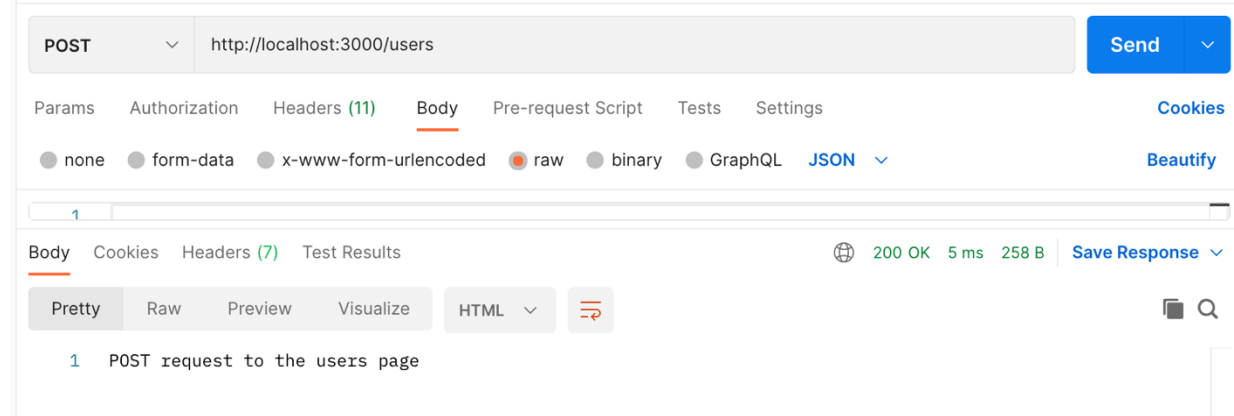 POST http://localhost:3000/users Send
Params Authorization Headers (11) Body Pre-request Script Tests Settings Cookies
none form-data x-www-form-urlencoded raw binary GraphQL JSON Beautify
1
Body Cookies Headers (7) Test Results 200 OK 5 ms 258 B Save Response
Pretty Raw Preview Visualize HTML
1 POST request to the users page